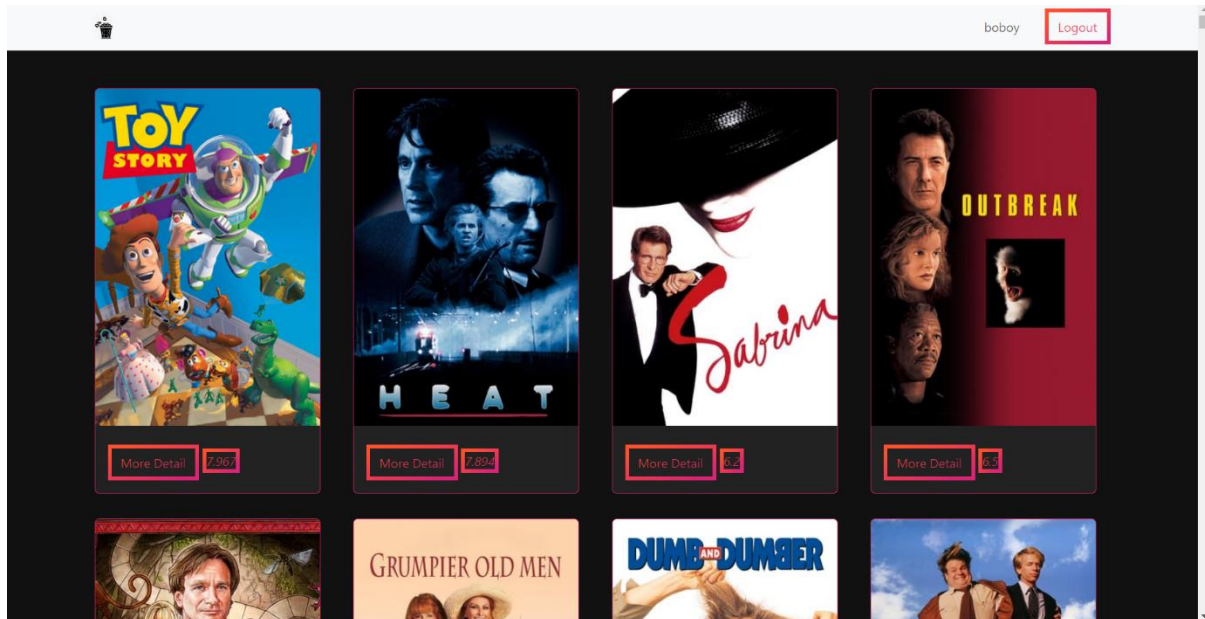 boboy Logout
TOY
STORY
HEAT
Sabrina
OUTBREAK
More Detail 7.967
More Detail 7.894
More Detail 6.2
More Detail 6.5
GRUMPIER OLD MEN
DUMB AND DUMBER